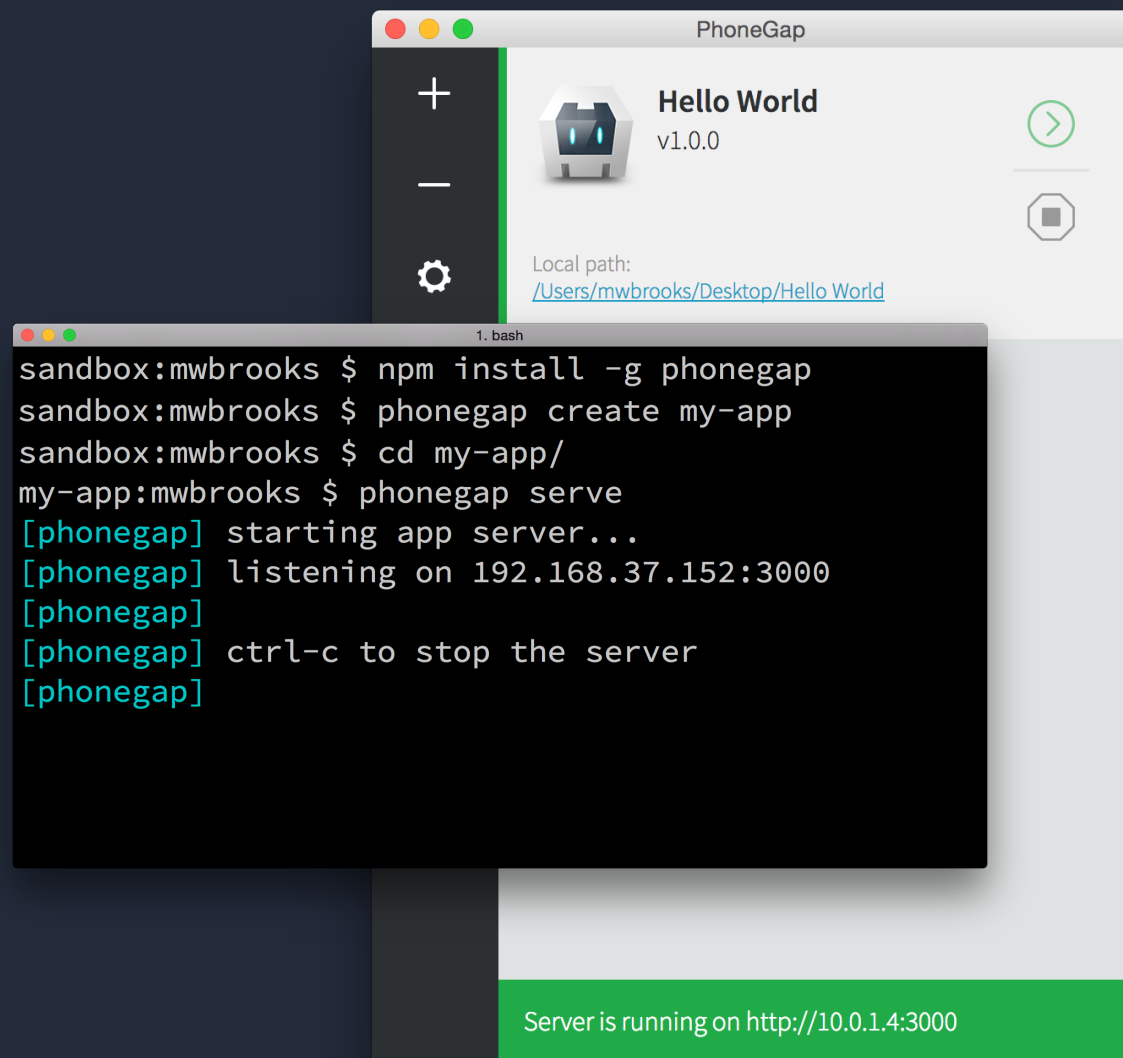 PhoneGap
Hello World
v1.0.0
Local path:
/Users/mwbrooks/Desktop/Hello World
1. bash
sandbox:mwbrooks $ npm install -g phonegap
sandbox:mwbrooks $ phonegap create my-app
sandbox:mwbrooks $ cd my-app/
my-app:mwbrooks $ phonegap serve
[phonegap] starting app server...
[phonegap] listening on 192.168.37.152:3000
[phonegap]
[phonegap] ctrl-c to stop the server
[phonegap]
Server is running on http://10.0.1.4:3000